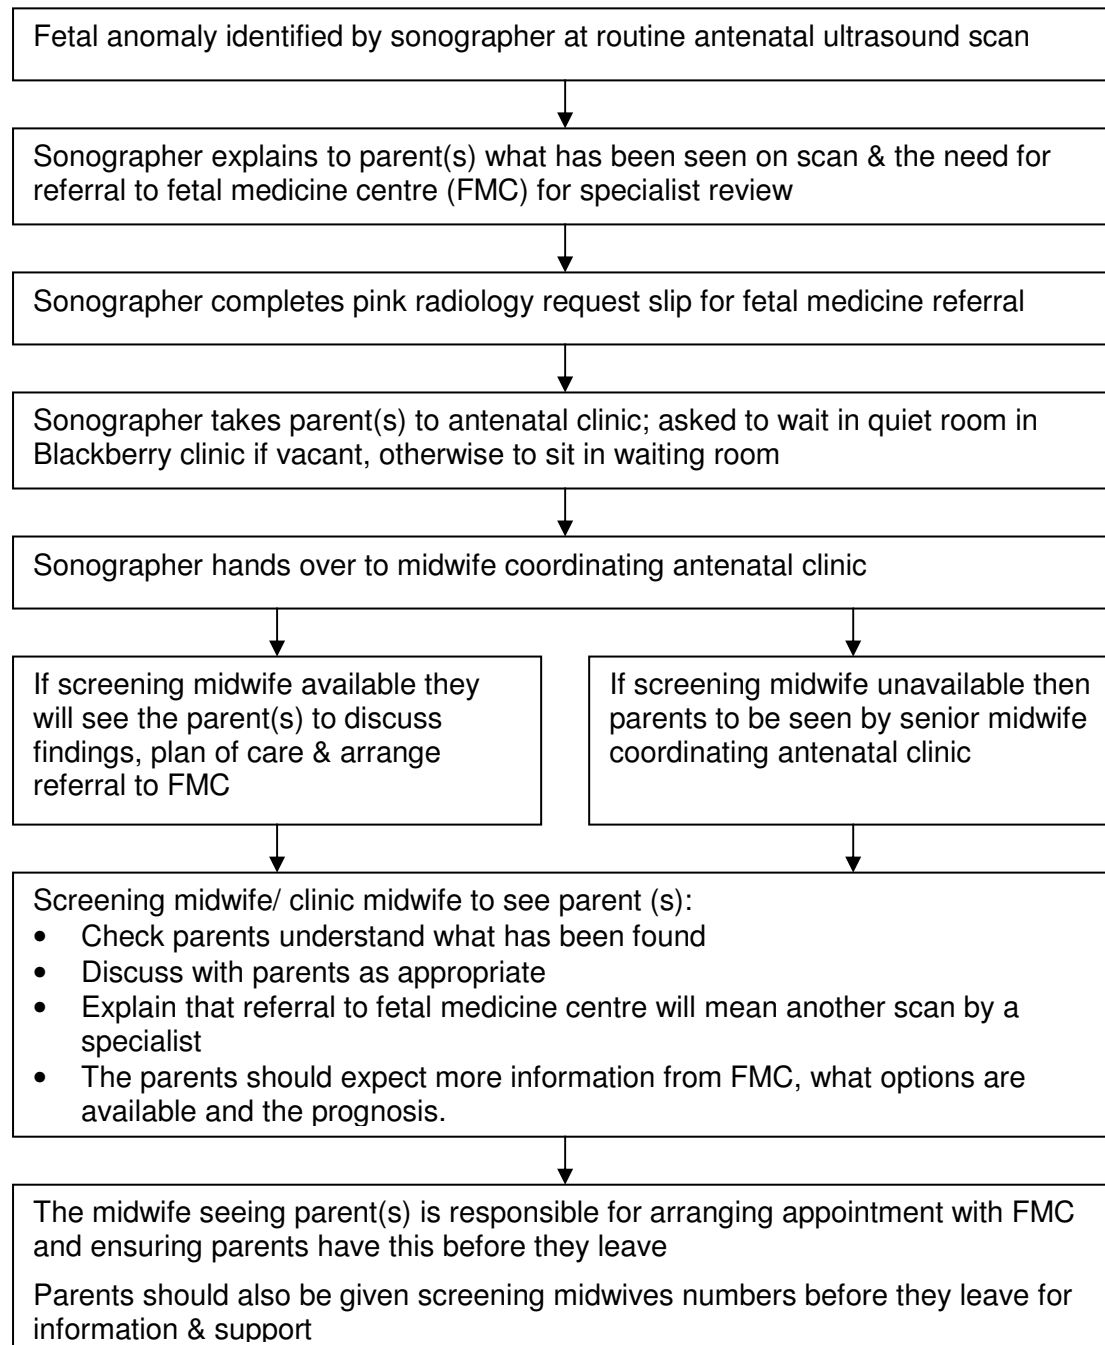 Fetal anomaly identified by sonographer at routine antenatal ultrasound scan
Sonographer explains to parent(s) what has been seen on scan & the need for
referral to fetal medicine centre (FMC) for specialist review
Sonographer completes pink radiology request slip for fetal medicine referral
Sonographer takes parent(s) to antenatal clinic; asked to wait in quiet room in
Blackberry clinic if vacant, otherwise to sit in waiting room
Sonographer hands over to midwife coordinating antenatal clinic
If screening midwife available they
will see the parent(s) to discuss
findings, plan of care & arrange
referral to FMC
If screening midwife unavailable then
parents to be seen by senior midwife
coordinating antenatal clinic
Screening midwife/ clinic midwife to see parent (s):
• Check parents understand what has been found
• Discuss with parents as appropriate
• Explain that referral to fetal medicine centre will mean another scan by a
specialist
• The parents should expect more information from FMC, what options are
available and the prognosis.
The midwife seeing parent(s) is responsible for arranging appointment with FMC
and ensuring parents have this before they leave
Parents should also be given screening midwives numbers before they leave for
information & support